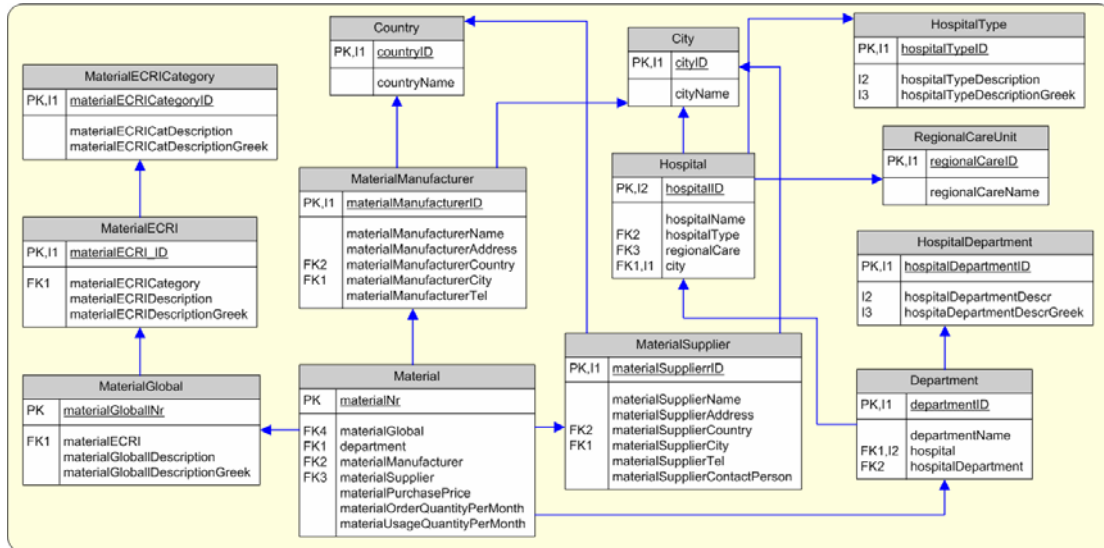 Country
PK,I1 countryID
countryName
City
PK,I1 cityID
cityName
HospitalType
PK,I1 hospitalTypeID
I2 hospitalTypeDescription
I3 hospitalTypeDescriptionGreek
MaterialECRICategory
PK,I1 materialECRICategoryID
materialECRICatDescription
materialECRICatDescriptionGreek
RegionalCareUnit
PK,I1 regionalCareID
regionalCareName
Hospital
PK,I2 hospitalID
hospitalName
FK2 hospitalType
FK3 regionalCare
FK1,I1 city
MaterialManufacturer
PK,I1 materialManufacturerID
materialManufacturerName
materialManufacturerAddress
FK2 materialManufacturerCountry
FK1 materialManufacturerCity
materialManufacturerTel
MaterialECRI
PK,I1 materialECRI_ID
FK1 materialECRICategory
materialECRIDescription
materialECRIDescriptionGreek
HospitalDepartment
PK,I1 hospitalDepartmentID
I2 hospitalDepartmentDescr
I3 hospitaDepartmentDescrGreek
MaterialSupplier
PK,I1 materialSupplierrID
materialSupplierName
materialSupplierAddress
FK2 materialSupplierCountry
FK1 materialSupplierCity
materialSupplierTel
materialSupplierContactPerson
MaterialGlobal
PK materialGloballNr
FK1 materialECRI
materialGloballDescription
materialGloballDescriptionGreek
Material
PK materialNr
FK4 materialGlobal
FK1 department
FK2 materialManufacturer
FK3 materialSupplier
materialPurchasePrice
materialOrderQuantityPerMonth
materiaUsageQuantityPerMonth
Department
PK,I1 departmentID
departmentName
FK1,I2 hospital
FK2 hospitalDepartment